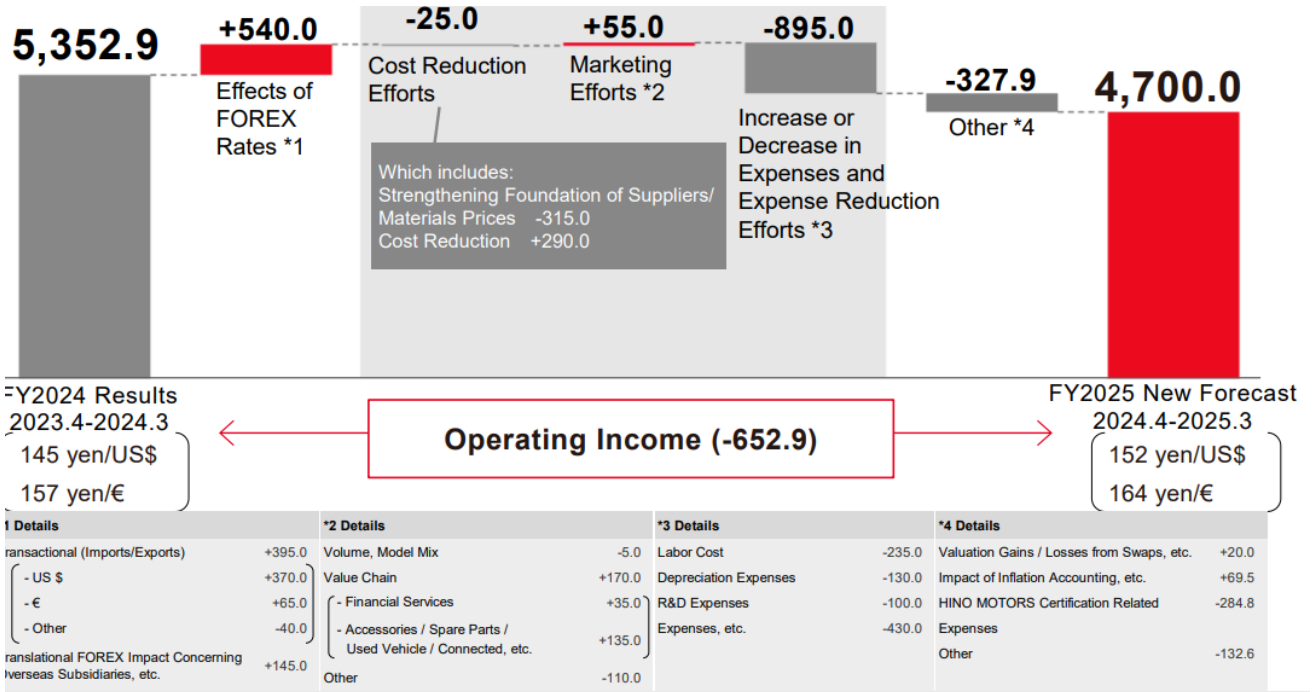 5,352.9
+540.0
Effects of
FOREX
Rates *1
-25.0
Cost Reduction
Efforts
Which includes:
Strengthening Foundation of Suppliers/
Materials Prices -315.0
Cost Reduction +290.0
+55.0
Marketing
Efforts *2
-895.0
Increase or
Decrease in
Expenses and
Expense Reduction
Efforts *3
-327.9
Other *4
4,700.0
FY2024 Results
2023.4-2024.3
145 yen/US$
157 yen/€
Operating Income (-652.9)
FY2025 New Forecast
2024.4-2025.3
152 yen/US$
164 yen/€
1 Details
ransactional (Imports/Exports) +395.0
- US $ +370.0
- € +65.0
- Other -40.0
ranslational FOREX Impact Concerning
Overseas Subsidiaries, etc. +145.0
*2 Details
Volume, Model Mix -5.0
Value Chain +170.0
- Financial Services +35.0
- Accessories / Spare Parts /
Used Vehicle / Connected, etc. +135.0
Other -110.0
*3 Details
Labor Cost -235.0
Depreciation Expenses -130.0
R&D Expenses -100.0
Expenses, etc. -430.0
*4 Details
Valuation Gains / Losses from Swaps, etc. +20.0
Impact of Inflation Accounting, etc. +69.5
HINO MOTORS Certification Related -284.8
Expenses
Other -132.6